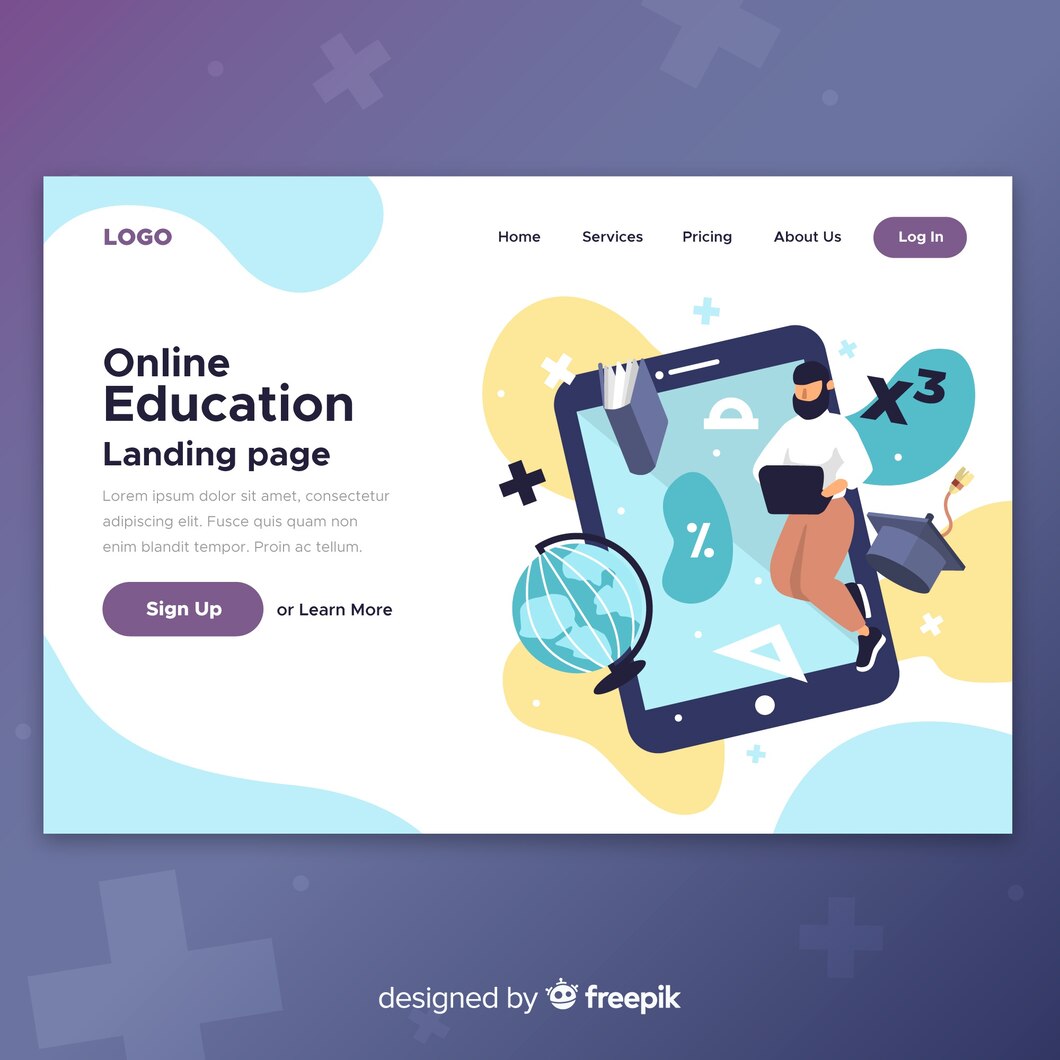 LOGO
Home Services Pricing About Us Log In
Online
Education
Landing page
Lorem ipsum dolor sit amet, consectetur
adipiscing elit. Fusce quis quam non
enim blandit tempor. Proin ac tellum.
Sign Up or Learn More
x³
%
designed by freepik